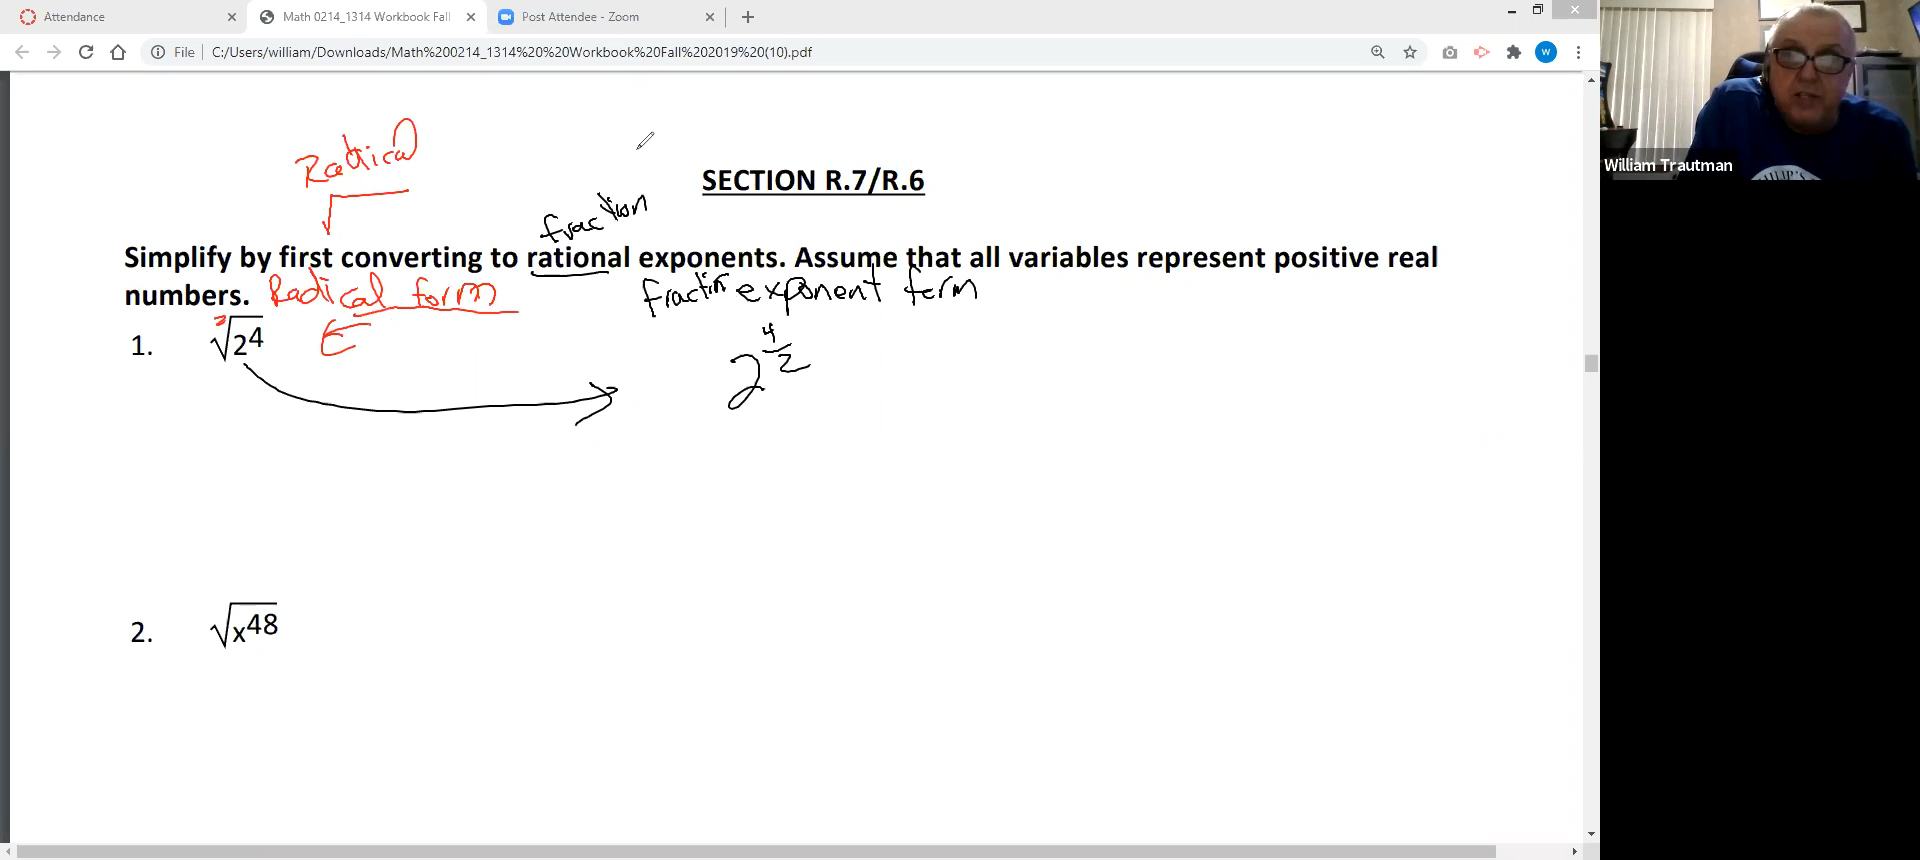 Attendance
Math 0214_1314 Workbook Fall
Post Attendee - Zoom
File C:/Users/william/Downloads/Math%200214_1314%20%20Workbook%20Fall%202019%20(10).pdf
W
William Trautman
Radical
√
SECTION R.7/R.6
fraction
Simplify by first converting to rational exponents. Assume that all variables represent positive real
numbers. Radical form fraction exponent form
1. ²√2⁴ 2^(4/2)
2. √x⁴⁸